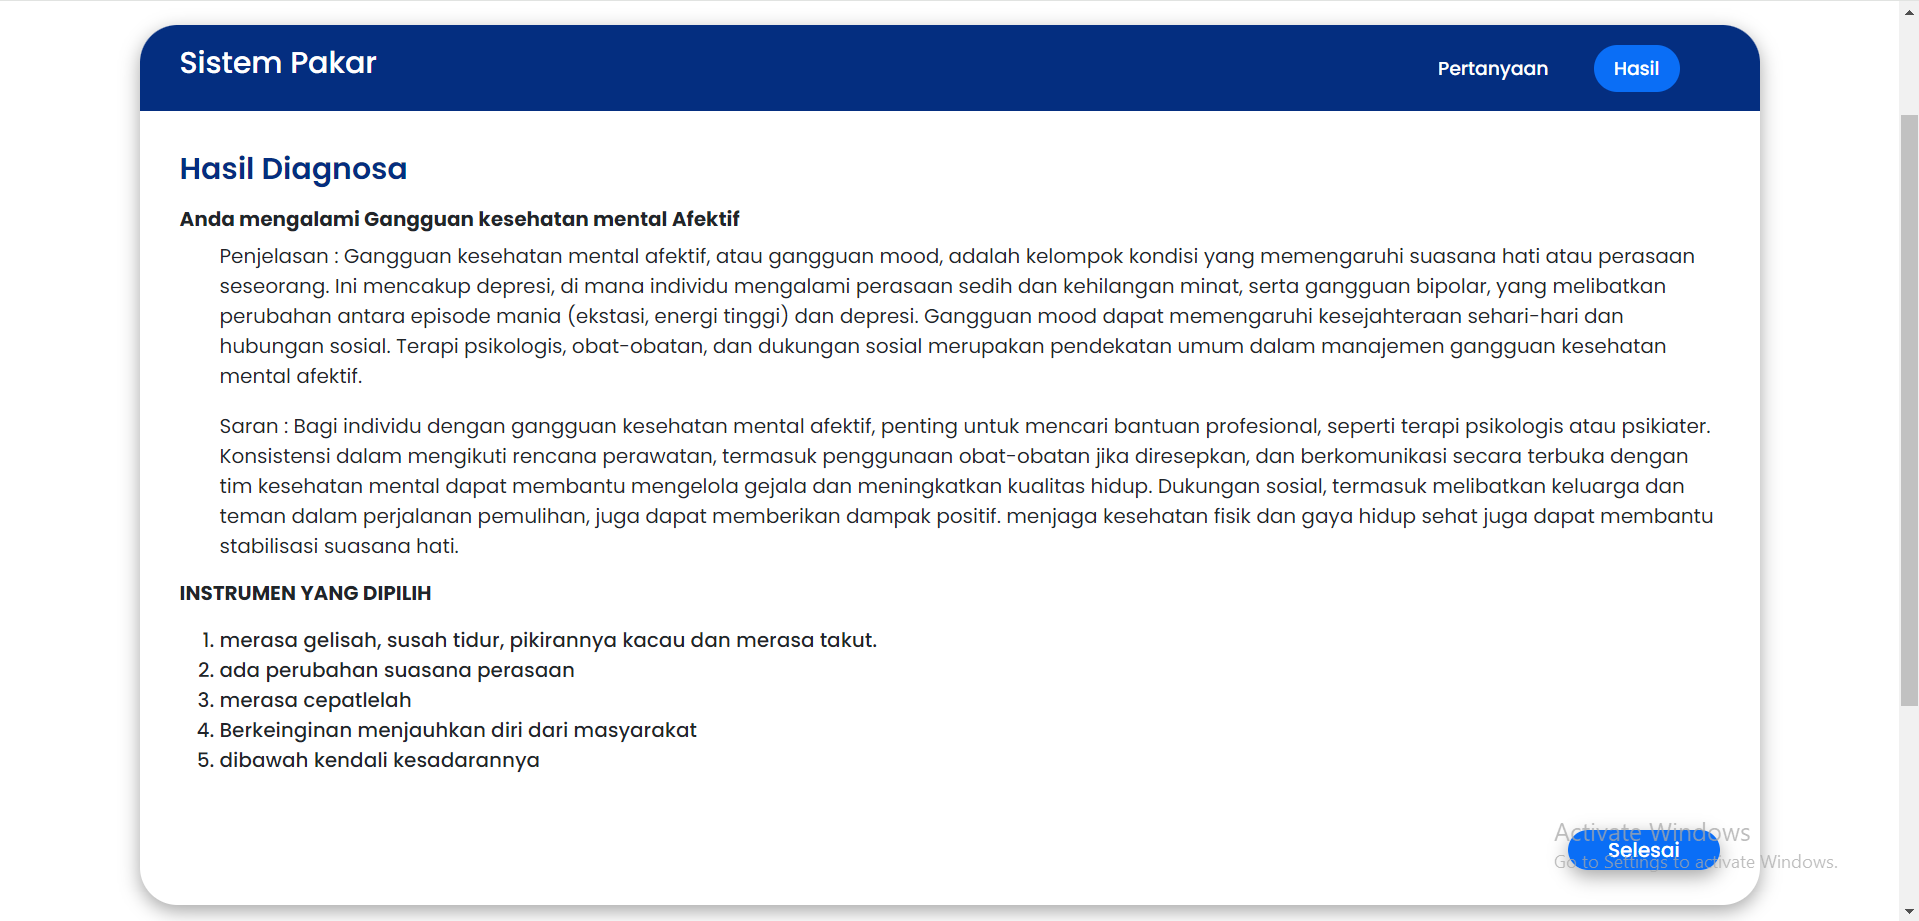 Sistem Pakar
Pertanyaan
Hasil
Hasil Diagnosa
Anda mengalami Gangguan kesehatan mental Afektif
Penjelasan : Gangguan kesehatan mental afektif, atau gangguan mood, adalah kelompok kondisi yang memengaruhi suasana hati atau perasaan
seseorang. Ini mencakup depresi, di mana individu mengalami perasaan sedih dan kehilangan minat, serta gangguan bipolar, yang melibatkan
perubahan antara episode mania (ekstasi, energi tinggi) dan depresi. Gangguan mood dapat memengaruhi kesejahteraan sehari-hari dan
hubungan sosial. Terapi psikologis, obat-obatan, dan dukungan sosial merupakan pendekatan umum dalam manajemen gangguan kesehatan
mental afektif.
Saran : Bagi individu dengan gangguan kesehatan mental afektif, penting untuk mencari bantuan profesional, seperti terapi psikologis atau psikiater.
Konsistensi dalam mengikuti rencana perawatan, termasuk penggunaan obat-obatan jika diresepkan, dan berkomunikasi secara terbuka dengan
tim kesehatan mental dapat membantu mengelola gejala dan meningkatkan kualitas hidup. Dukungan sosial, termasuk melibatkan keluarga dan
teman dalam perjalanan pemulihan, juga dapat memberikan dampak positif. menjaga kesehatan fisik dan gaya hidup sehat juga dapat membantu
stabilisasi suasana hati.
INSTRUMEN YANG DIPILIH
1. merasa gelisah, susah tidur, pikirannya kacau dan merasa takut.
2. ada perubahan suasana perasaan
3. merasa cepatlelah
4. Berkeinginan menjauhkan diri dari masyarakat
5. dibawah kendali kesadarannya
Activate Windows
Selesai
Go to Settings to activate Windows.